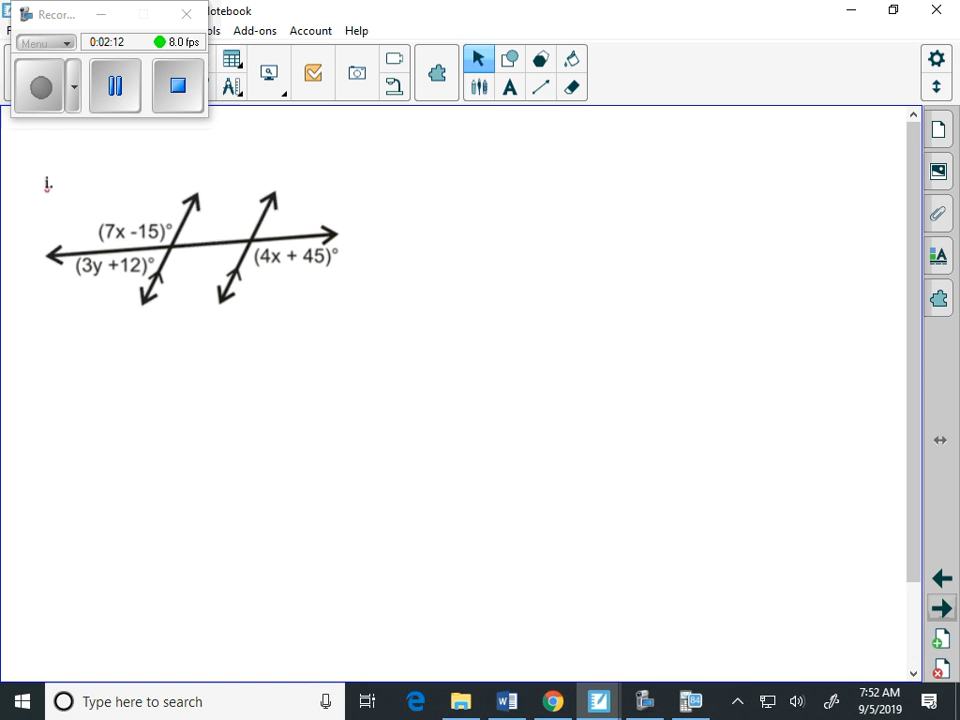 Recor...
otebook
Menu
0:02:12
8.0 fps
ols Add-ons Account Help
i.
(7x -15)°
(3y +12)°
(4x + 45)°
Type here to search
7:52 AM
9/5/2019